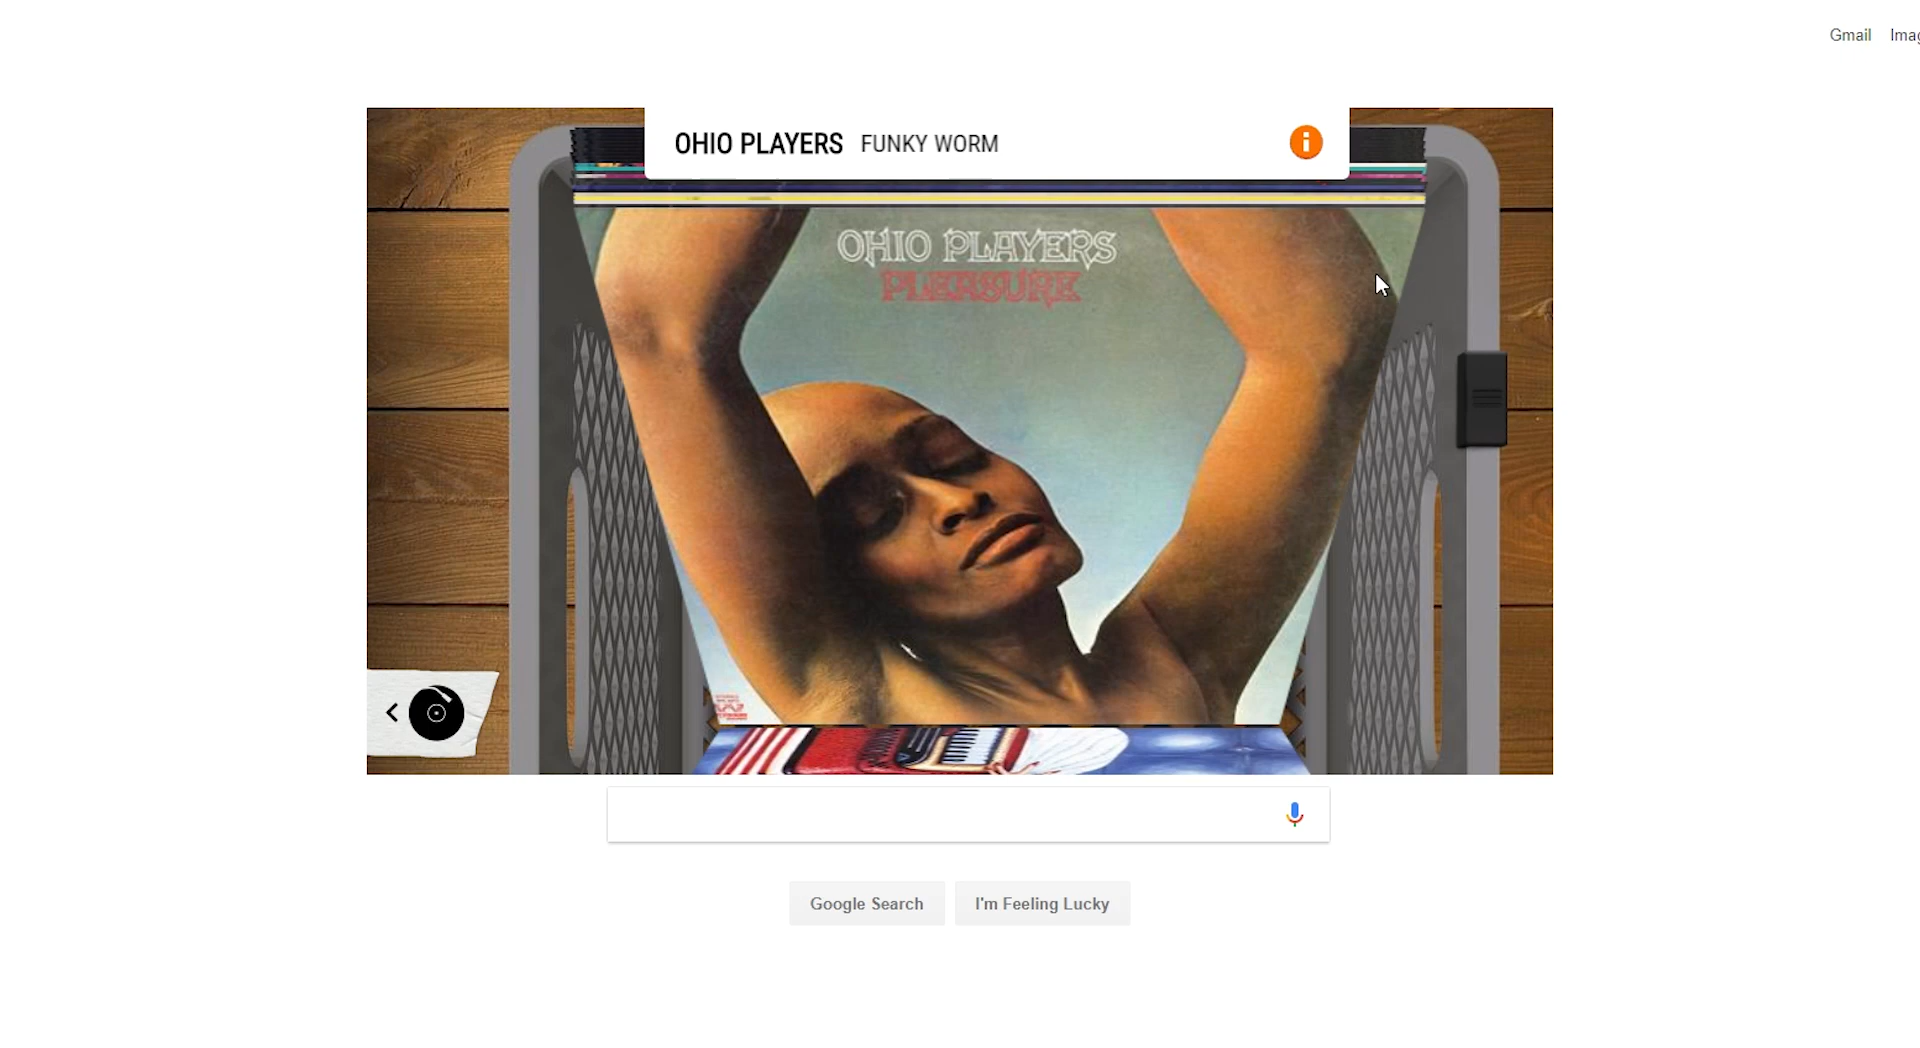 Gmail Imag
OHIO PLAYERS FUNKY WORM
OHIO PLAYERS
PLEASURE
Google Search I'm Feeling Lucky